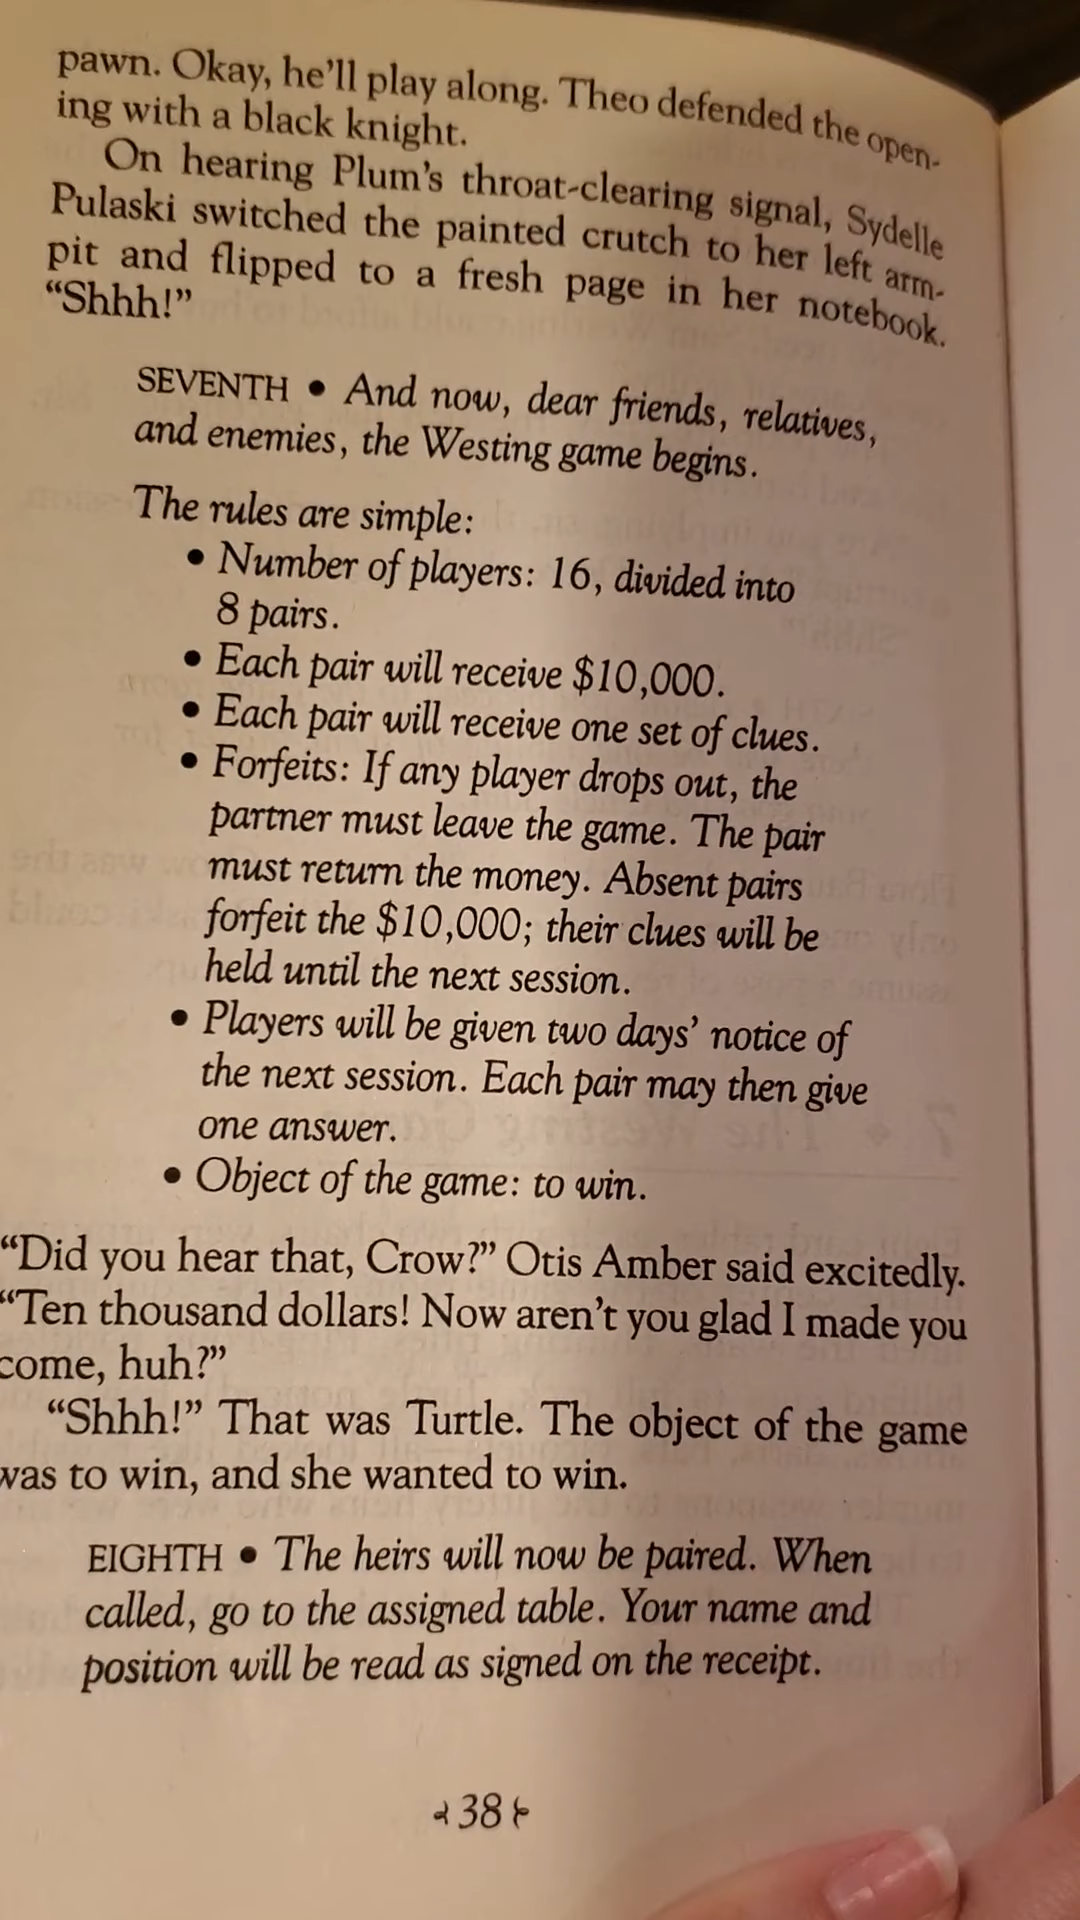 pawn. Okay, he'll play along. Theo defended the open-
ing with a black knight.
On hearing Plum's throat-clearing signal, Sydelle
Pulaski switched the painted crutch to her left arm-
pit and flipped to a fresh page in her notebook.
“Shhh!”
SEVENTH • And now, dear friends, relatives,
and enemies, the Westing game begins.
The rules are simple:
• Number of players: 16, divided into
8 pairs.
• Each pair will receive $10,000.
• Each pair will receive one set of clues.
• Forfeits: If any player drops out, the
partner must leave the game. The pair
must return the money. Absent pairs
forfeit the $10,000; their clues will be
held until the next session.
• Players will be given two days’ notice of
the next session. Each pair may then give
one answer.
• Object of the game: to win.
“Did you hear that, Crow?” Otis Amber said excitedly.
“Ten thousand dollars! Now aren’t you glad I made you
come, huh?”
“Shhh!” That was Turtle. The object of the game
was to win, and she wanted to win.
EIGHTH • The heirs will now be paired. When
called, go to the assigned table. Your name and
position will be read as signed on the receipt.
38